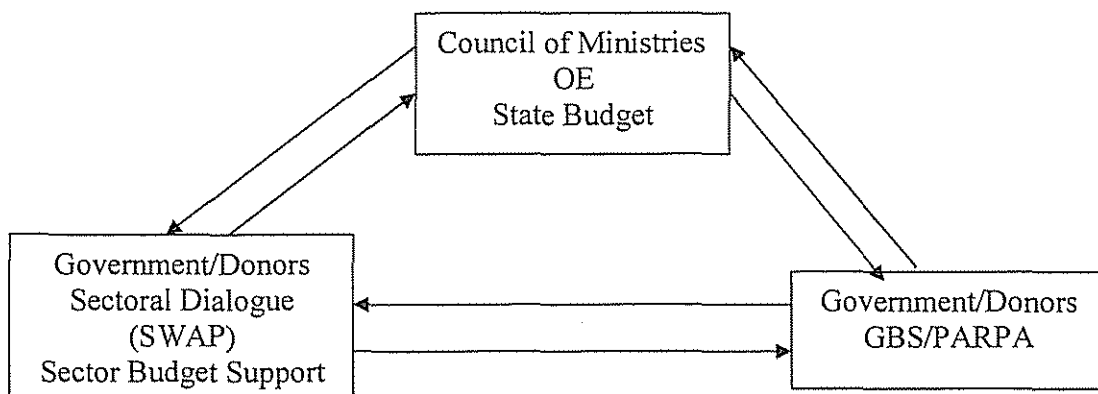 Council of Ministries
OE
State Budget
Government/Donors
Sectoral Dialogue
(SWAP)
Sector Budget Support
Government/Donors
GBS/PARPA